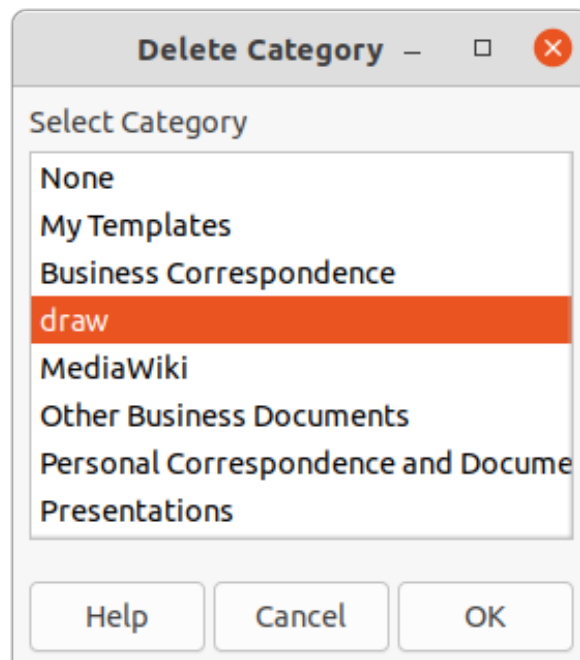 Delete Category
Select Category
None
My Templates
Business Correspondence
draw
MediaWiki
Other Business Documents
Personal Correspondence and Docume
Presentations
Help Cancel OK